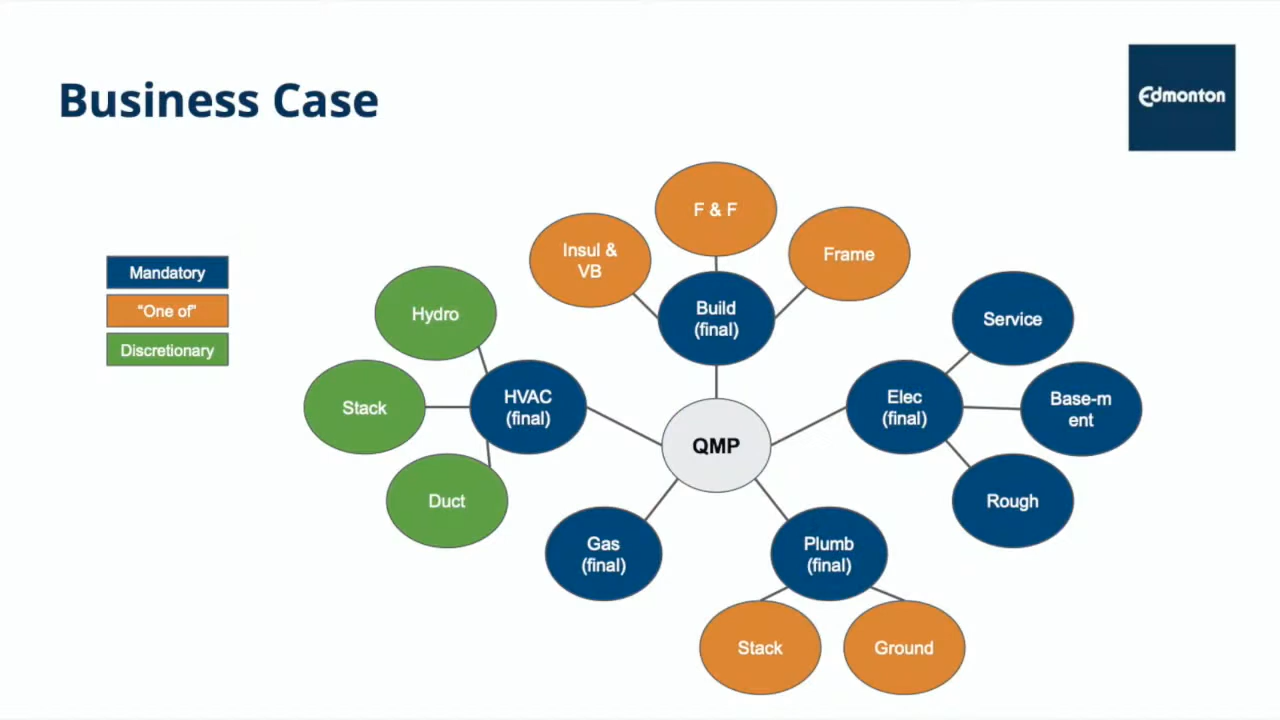 Business Case
Edmonton
Mandatory
"One of"
Discretionary
F & F
Insul &
VB
Frame
Build
(final)
Hydro
Service
Stack
HVAC
(final)
Elec
(final)
Base-m
ent
QMP
Duct
Rough
Gas
(final)
Plumb
(final)
Stack
Ground